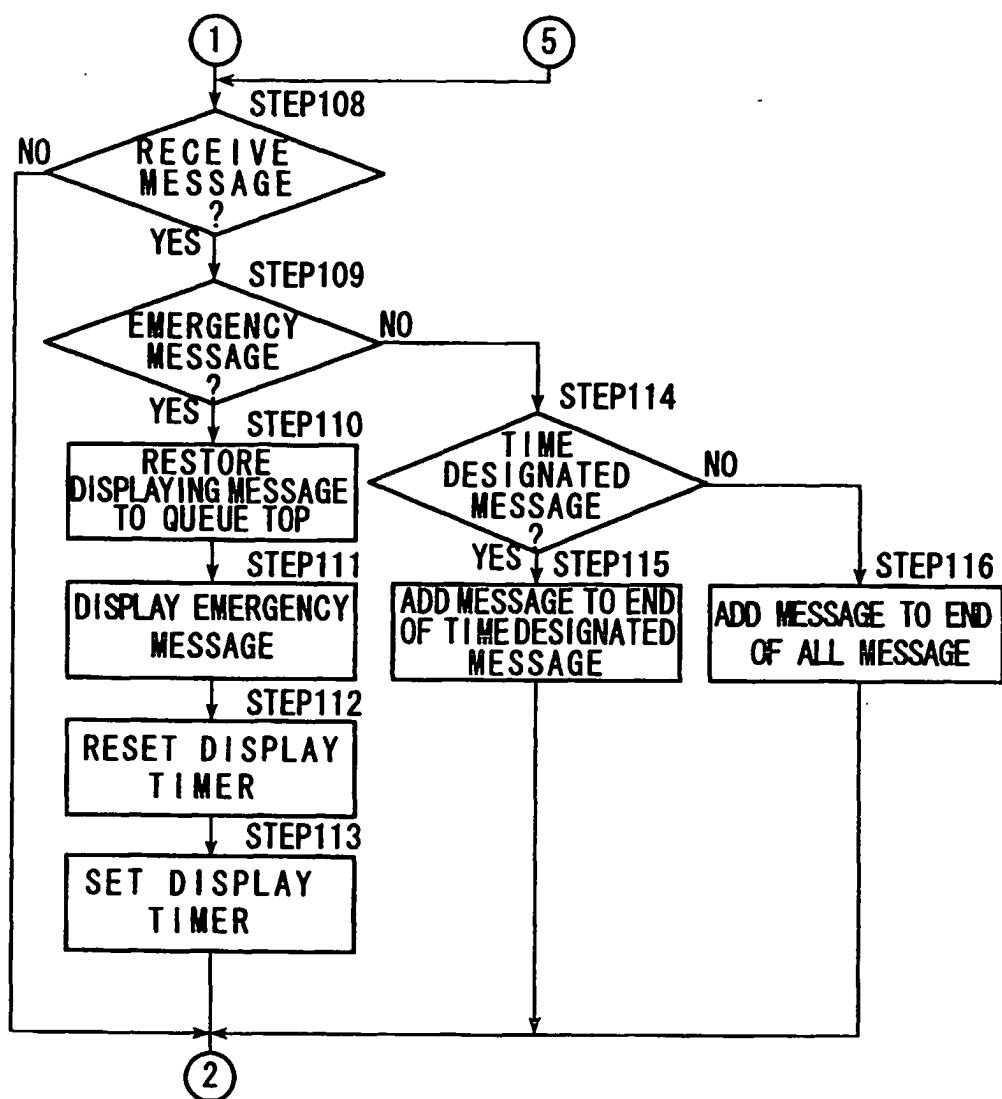 1
5
STEP108
NO
RECEIVE
MESSAGE
?
YES
STEP109
EMERGENCY
MESSAGE
?
NO
YES
STEP110
RESTORE
DISPLAYING MESSAGE
TO QUEUE TOP
STEP111
DISPLAY EMERGENCY
MESSAGE
STEP112
RESET DISPLAY
TIMER
STEP113
SET DISPLAY
TIMER
STEP114
TIME
DESIGNATED
MESSAGE
?
NO
YES
STEP115
ADD MESSAGE TO END
OF TIME DESIGNATED
MESSAGE
STEP116
ADD MESSAGE TO END
OF ALL MESSAGE
2